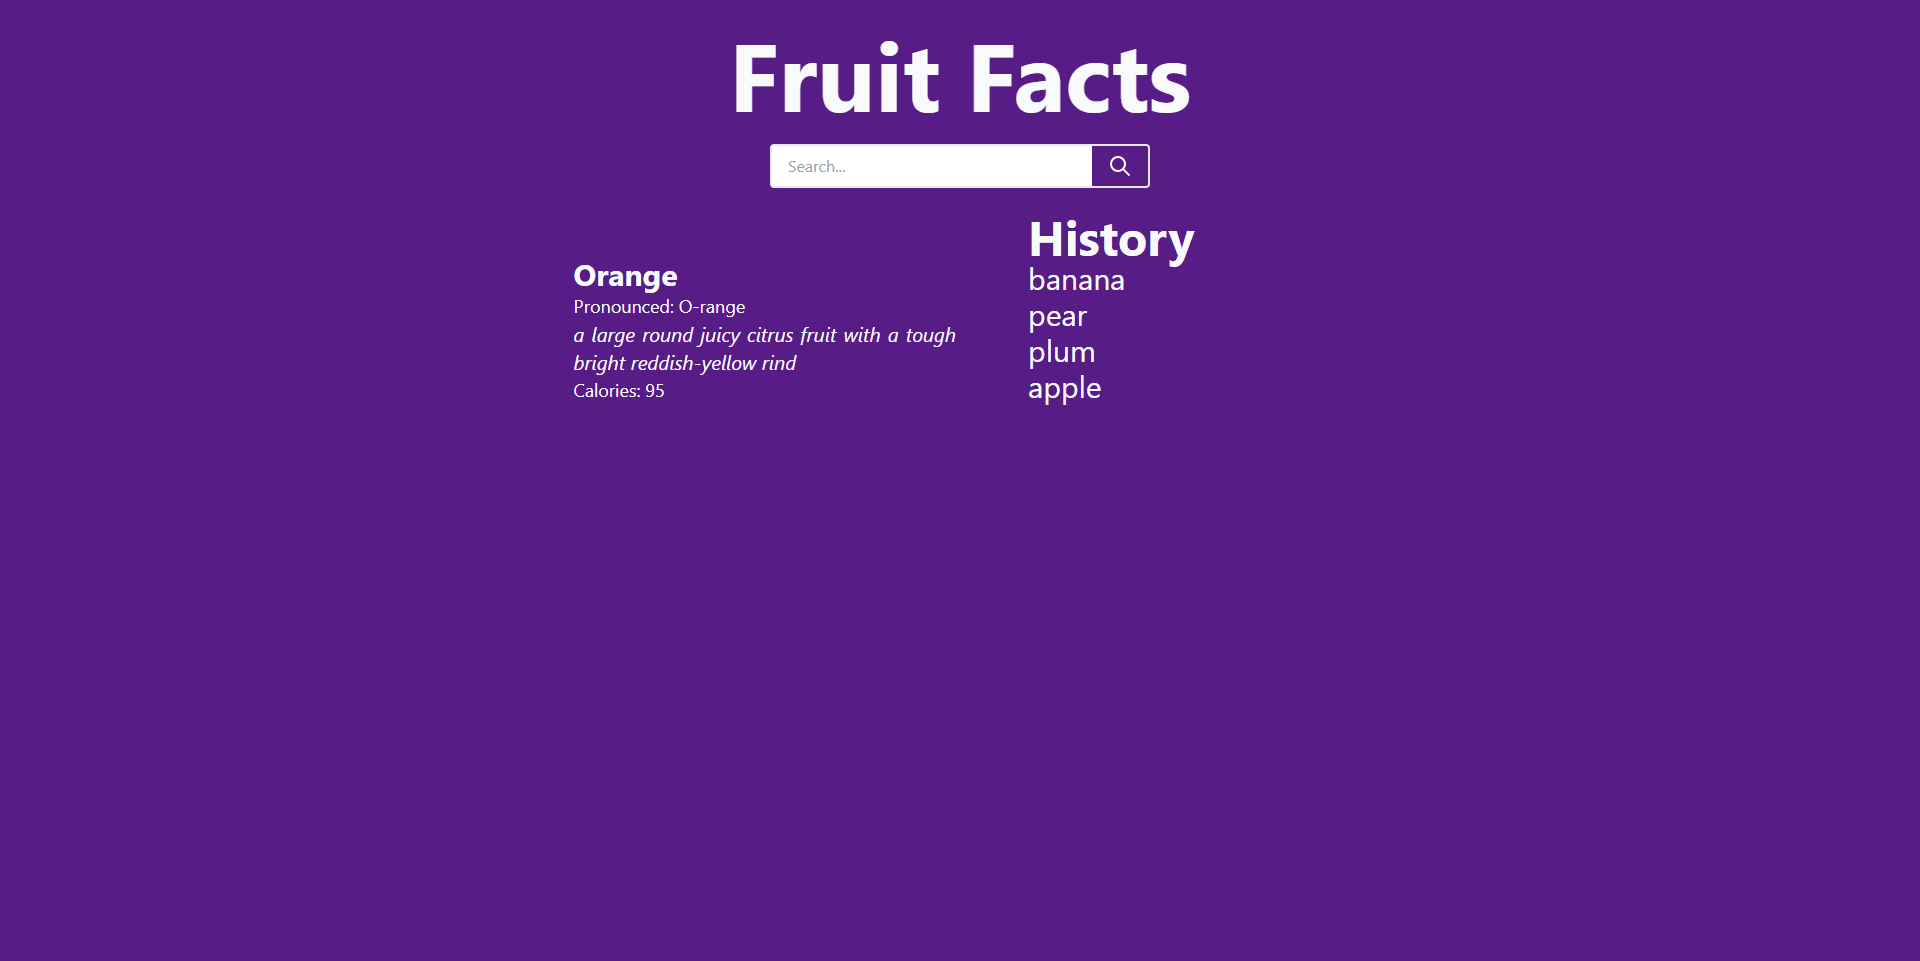 Fruit Facts
Search...
Orange
Pronounced: O-range
a large round juicy citrus fruit with a tough
bright reddish-yellow rind
Calories: 95
History
banana
pear
plum
apple